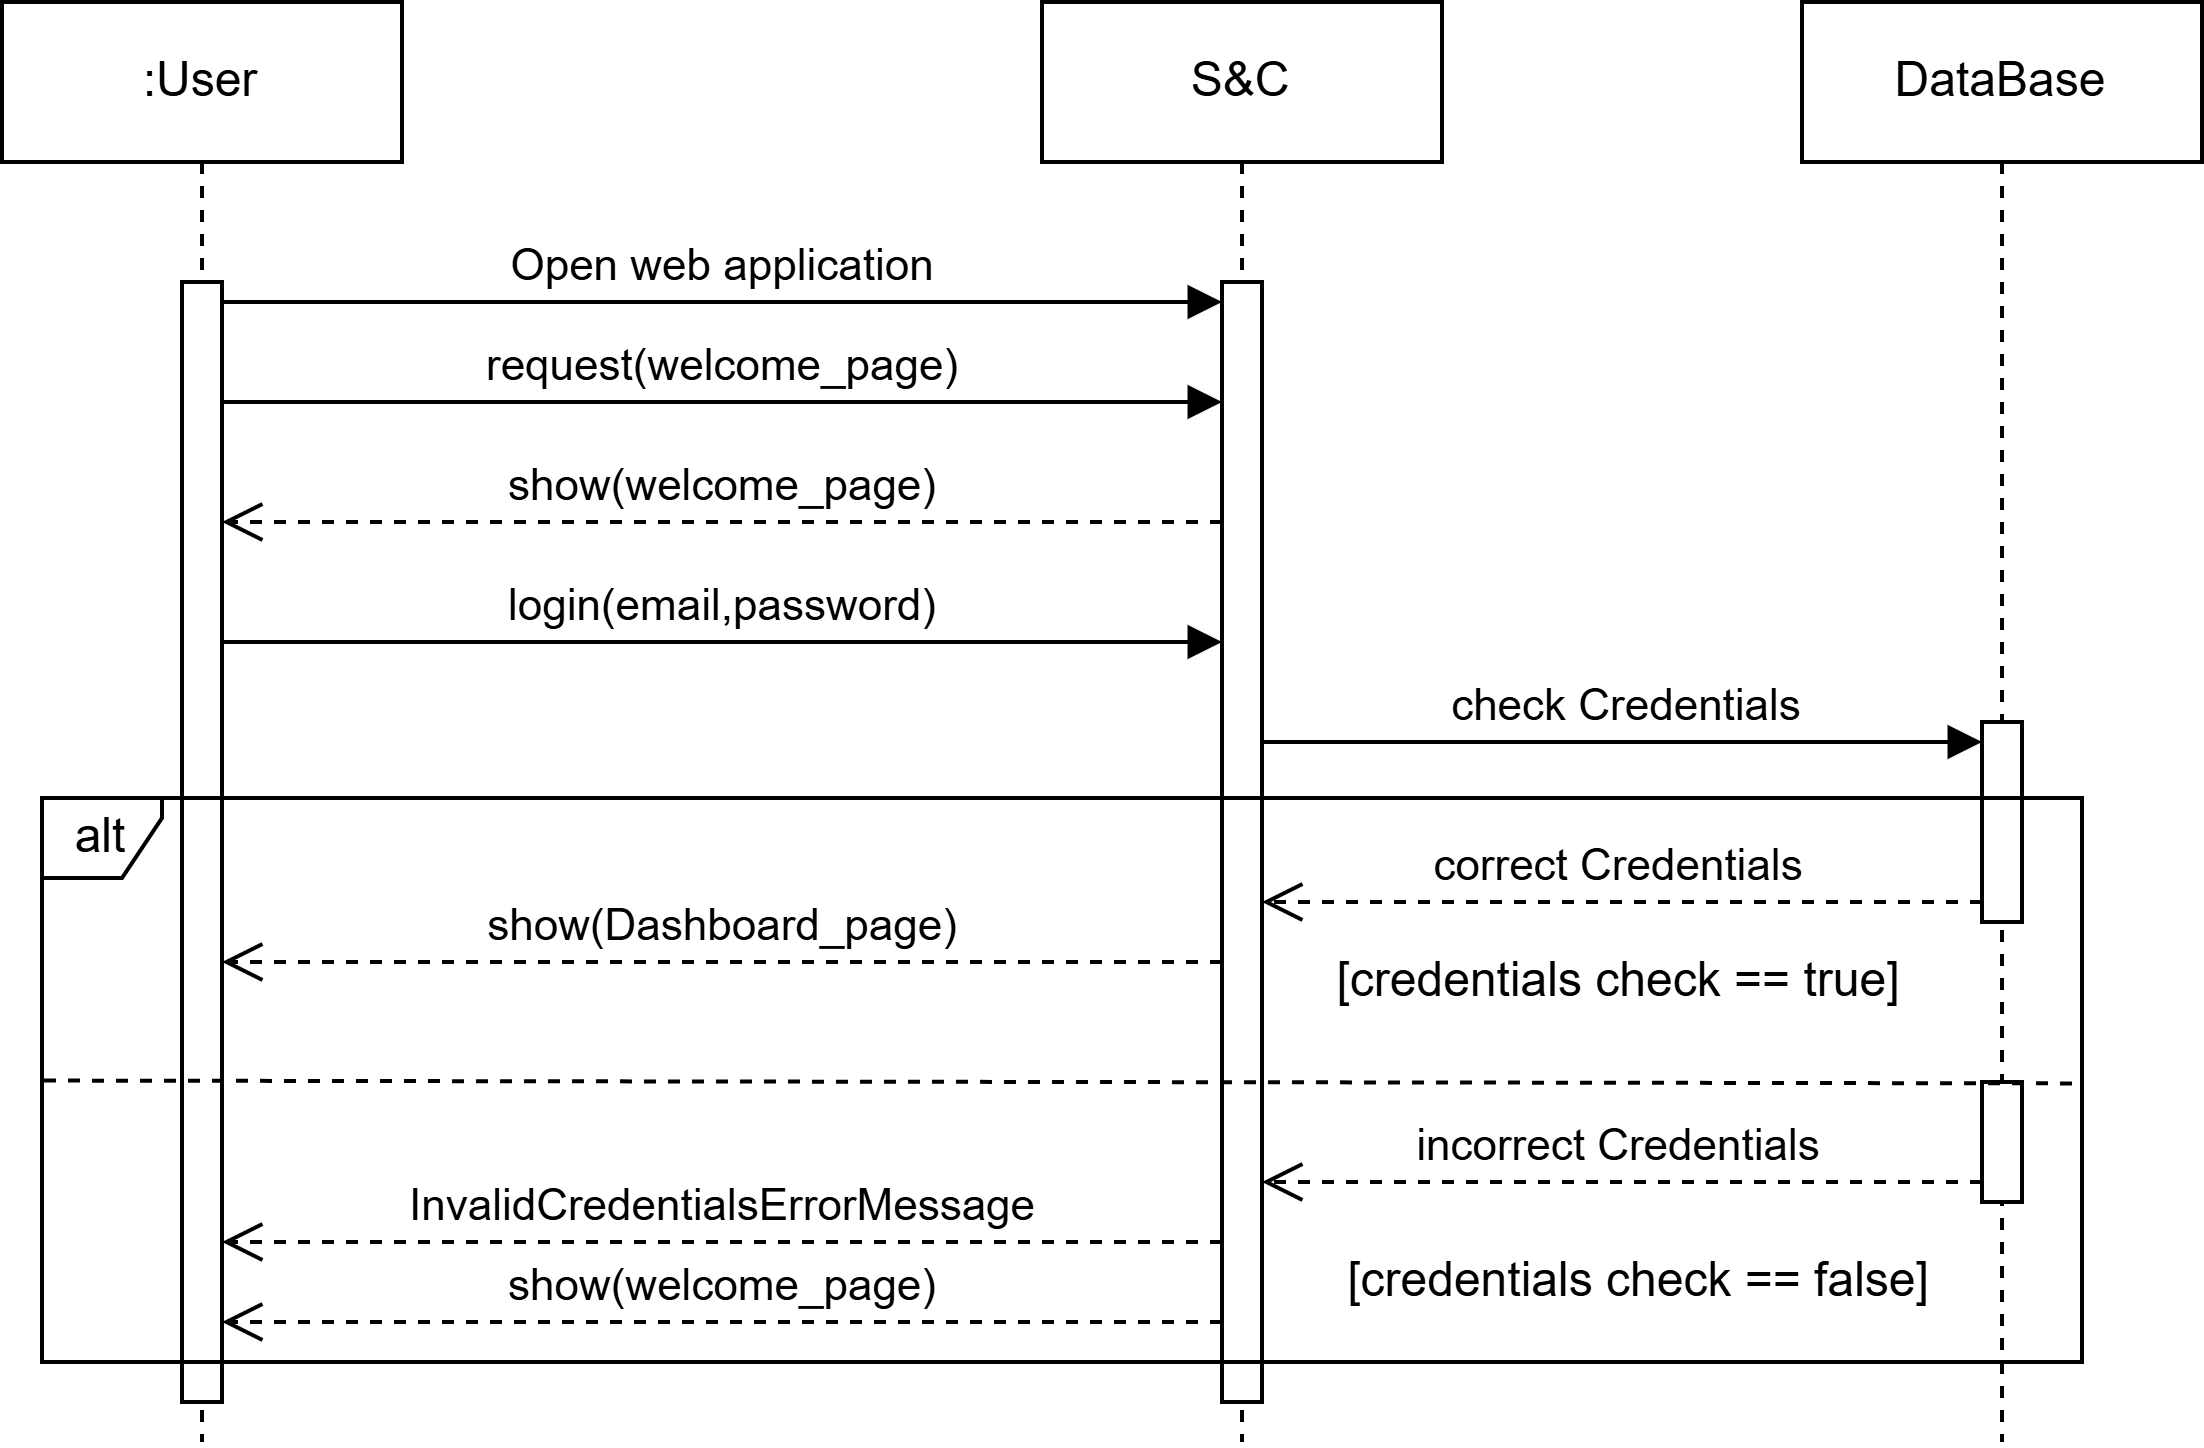 :User
S&C
DataBase
Open web application
request(welcome_page)
show(welcome_page)
login(email,password)
check Credentials
alt
correct Credentials
show(Dashboard_page)
[credentials check == true]
incorrect Credentials
InvalidCredentialsErrorMessage
[credentials check == false]
show(welcome_page)